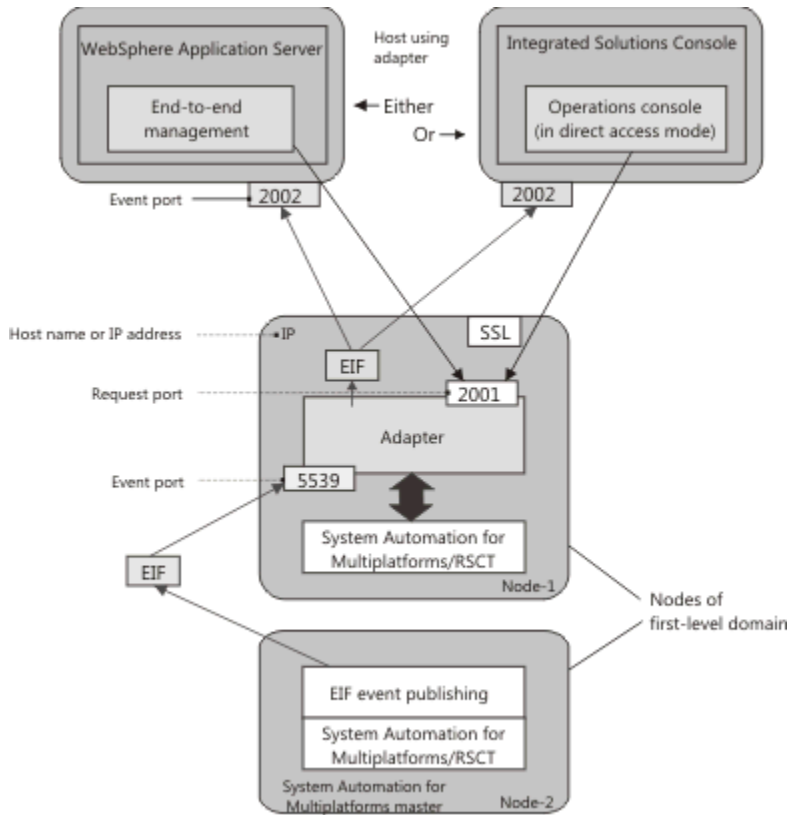 WebSphere Application Server
End-to-end
management
Host using
adapter
Either
Or
Integrated Solutions Console
Operations console
(in direct access mode)
Event port
2002
2002
Host name or IP address
IP
SSL
EIF
Request port
2001
Adapter
Event port
5539
System Automation for
Multiplatforms/RSCT
EIF
Node-1
Nodes of
first-level domain
EIF event publishing
System Automation for
Multiplatforms/RSCT
System Automation for
Multiplatforms master
Node-2